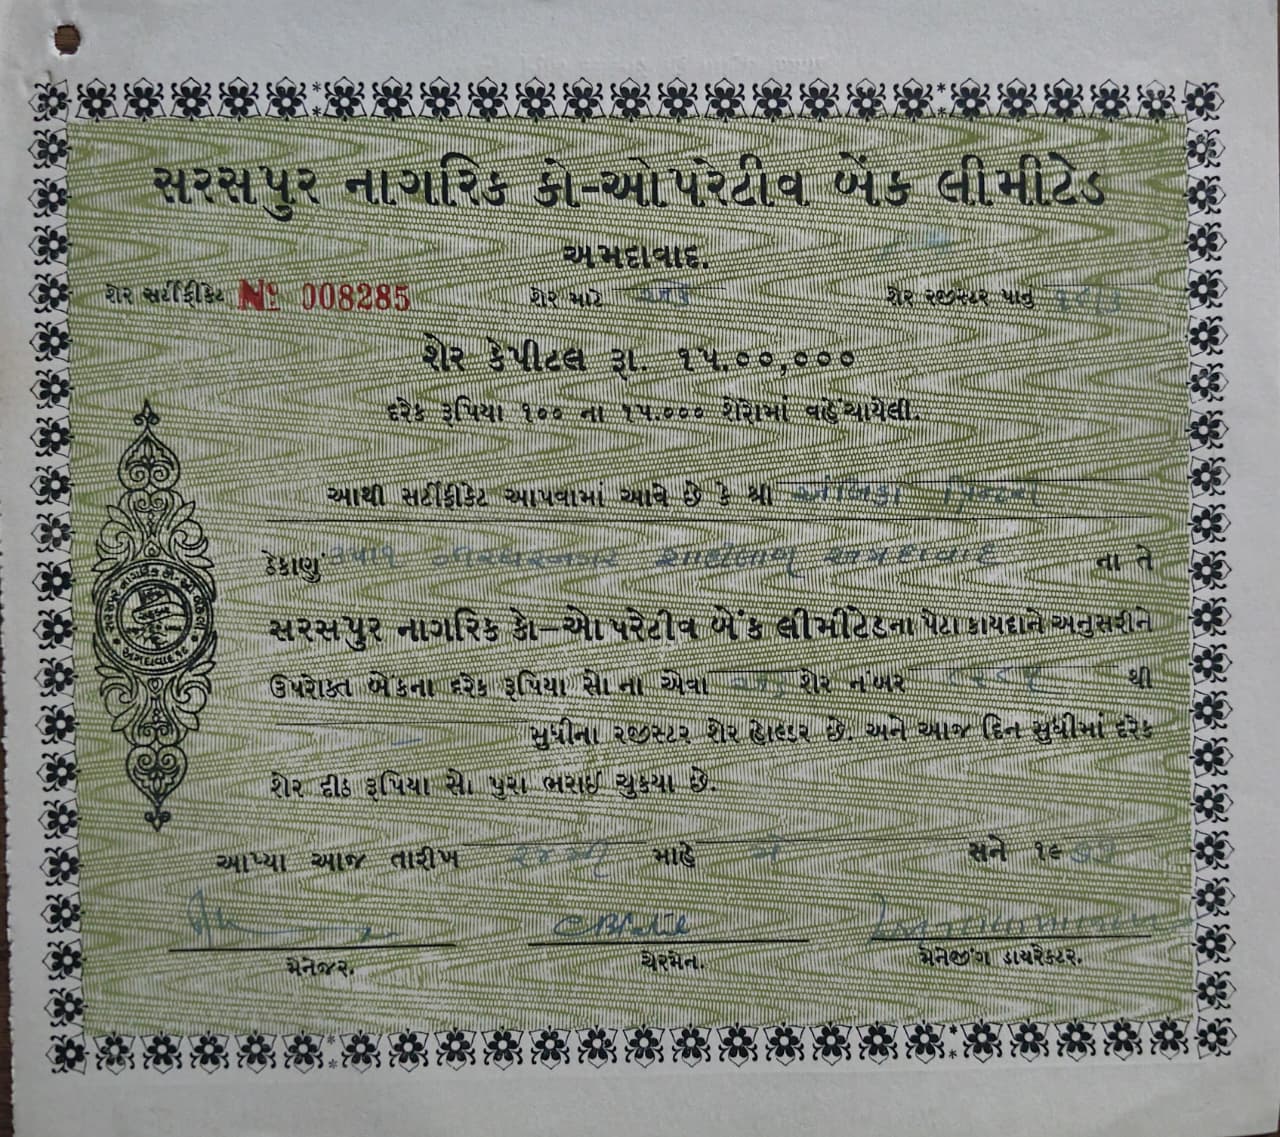 સરસપુર નાગરિક કો-ઓપરેટીવ બેંક લીમીટેડ
અમદાવાદ.
શેર સર્ટીફીકેટ Nº 008285 શેર માટે શેર રજીસ્ટર પાનુ
શેર કેપીટલ રૂા. ૧૫,૦૦,૦૦૦
દરેક રૂપિયા ૧૦૦ ના ૧૫,૦૦૦ શેરોમાં વહેંચાયેલી.
આથી સર્ટીફીકેટ આપવામાં આવે છે કે શ્રી
ઠેકાણું અમદાવાદ ના તે
સરસપુર નાગરિક કો-ઓપરેટીવ બેંક લીમીટેડના પેટા કાયદાને અનુસરીને
ઉપરોક્ત બેંકના દરેક રૂપિયા સો ના એવા શેર નંબર થી
સુધીના રજીસ્ટર શેર હોલ્ડર છે. અને આજ દિન સુધીમાં દરેક
શેર દીઠ રૂપિયા સો પુરા ભરાઈ ચુકયા છે.
આપ્યા આજ તારીખ માહે સને ૧૯
મેનેજર. ચેરમેન. મેનેજીંગ ડાયરેકટર.